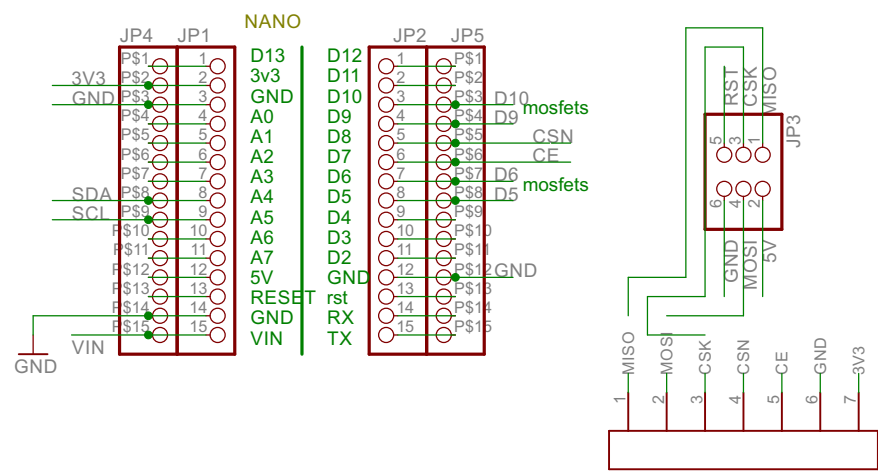 NANO
JP4 JP1
JP2 JP5
P$1 1 D13
P$2 2 3v3
P$3 3 GND
P$4 4 A0
P$5 5 A1
P$6 6 A2
P$7 7 A3
P$8 8 A4
P$9 9 A5
P$10 10 A6
P$11 11 A7
P$12 12 5V
P$13 13 RESET
P$14 14 GND
P$15 15 VIN
3V3
GND
SDA
SCL
VIN
GND
D12 1 P$1
D11 2 P$2
D10 3 P$3 D10
D9 4 P$4 D9
mosfets
D8 5 P$5 CSN
D7 6 P$6 CE
D6 7 P$7 D6
D5 8 P$8 D5
mosfets
D4 9 P$9
D3 10 P$10
D2 11 P$11
GND 12 P$12 GND
rst 13 P$13
RX 14 P$14
TX 15 P$15
RST CSK MISO
5 3 1
JP3
6 4 2
GND MOSI 5V
MISO MOSI CSK CSN CE GND 3V3
1 2 3 4 5 6 7